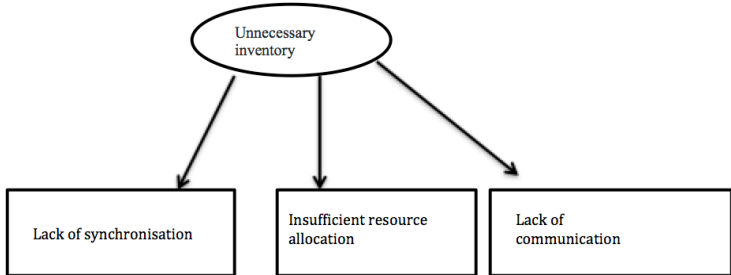 Unnecessary
inventory
Lack of synchronisation
Insufficient resource
allocation
Lack of
communication